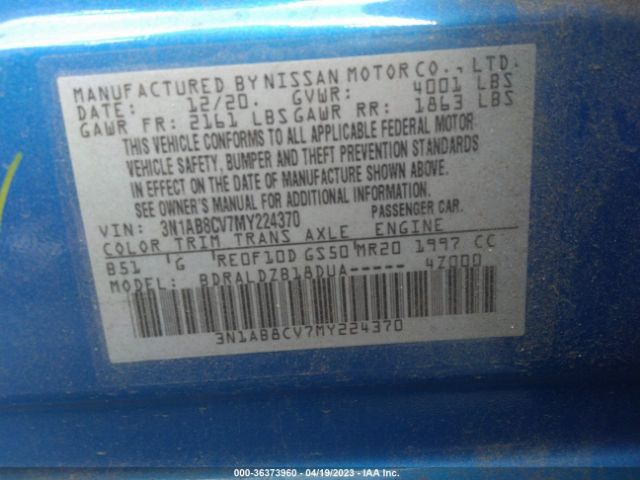 MANUFACTURED BY NISSAN MOTOR CO., LTD.
DATE: 12/20. GVWR: 4001 LBS
GAWR FR: 2161 LBS GAWR RR: 1863 LBS
THIS VEHICLE CONFORMS TO ALL APPLICABLE FEDERAL MOTOR
VEHICLE SAFETY, BUMPER AND THEFT PREVENTION STANDARDS
IN EFFECT ON THE DATE OF MANUFACTURE SHOWN ABOVE.
SEE OWNER'S MANUAL FOR ADDITIONAL INFORMATION.
VIN: 3N1AB8CV7MY224370 PASSENGER CAR.
COLOR TRIM TRANS AXLE ENGINE
B51 'G 'RE0F10D GS50'MR20 1997 CC
MODEL: BDRALDZB18DUA----- 4Z000
3N1AB8CV7MY224370
000-36373960 - 04/19/2023 - IAA Inc.